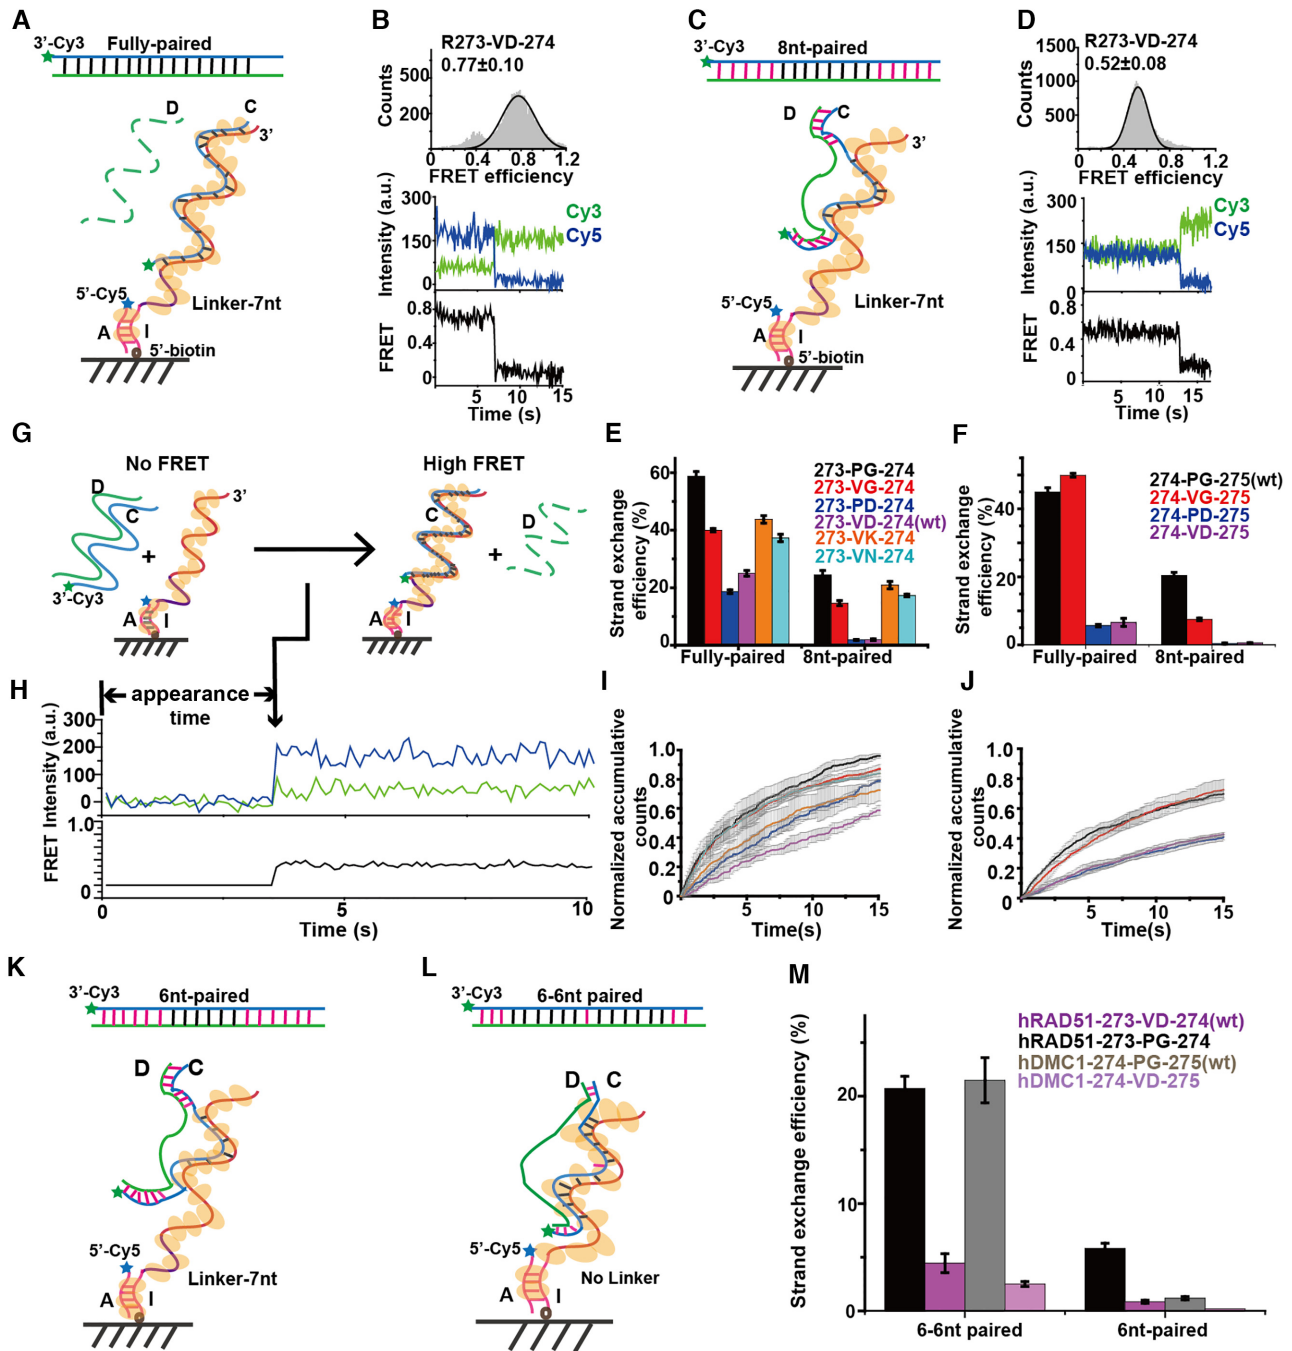 A
3'-Cy3
Fully-paired
D
C
3'
5'-Cy5
Linker-7nt
A
I
5'-biotin
B
R273-VD-274
0.77±0.10
Counts
500
200
0
0.4
0.8
1.2
FRET efficiency
Intensity (a.u.)
300
150
0
Cy3
Cy5
FRET
0.8
0.4
0
5
10
15
Time (s)
C
3'-Cy3
8nt-paired
D
C
3'
5'-Cy5
Linker-7nt
A
I
5'-biotin
D
R273-VD-274
0.52±0.08
Counts
1500
1000
500
0
0.4
0.8
1.2
FRET efficiency
Intensity (a.u.)
300
150
0
Cy3
Cy5
FRET
0.8
0.4
0
5
10
15
Time (s)
G
No FRET
High FRET
D
C
3'
+
3'-Cy3
A
I
C
D
+
A
I
E
Strand exchange
efficiency (%)
60
40
20
0
273-PG-274
273-VG-274
273-PD-274
273-VD-274(wt)
273-VK-274
273-VN-274
Fully-paired
8nt-paired
F
Strand exchange
efficiency (%)
40
20
0
274-PG-275(wt)
274-VG-275
274-PD-275
274-VD-275
Fully-paired
8nt-paired
H
appearance
time
FRET Intensity (a.u.)
300
200
100
0
1.0
0
0
5
10
Time (s)
I
Normalized accumulative
counts
1.0
0.8
0.6
0.4
0.2
0
5
10
15
Time(s)
J
Normalized accumulative
counts
1.0
0.8
0.6
0.4
0.2
0
5
10
15
Time(s)
K
3'-Cy3
6nt-paired
D
C
5'-Cy5
Linker-7nt
A
I
L
3'-Cy3
6-6nt paired
D
C
5'-Cy5
No Linker
A
I
M
Strand exchange efficiency (%)
20
10
0
hRAD51-273-VD-274(wt)
hRAD51-273-PG-274
hDMC1-274-PG-275(wt)
hDMC1-274-VD-275
6-6nt paired
6nt-paired